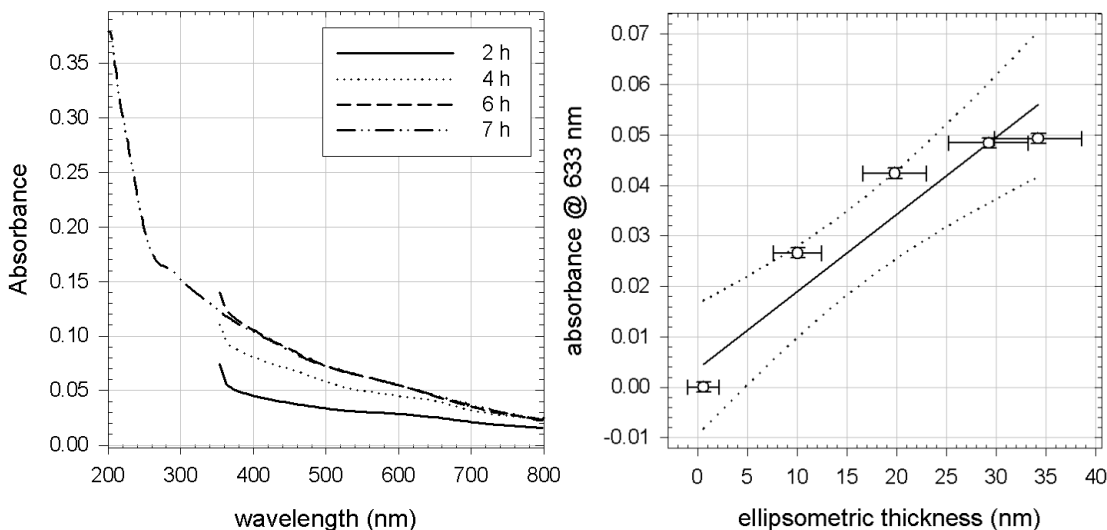 Absorbance
0.35
0.30
0.25
0.20
0.15
0.10
0.05
0.00
200 300 400 500 600 700 800
wavelength (nm)
2 h
4 h
6 h
7 h
absorbance @ 633 nm
0.07
0.06
0.05
0.04
0.03
0.02
0.01
0.00
-0.01
0 5 10 15 20 25 30 35 40
ellipsometric thickness (nm)